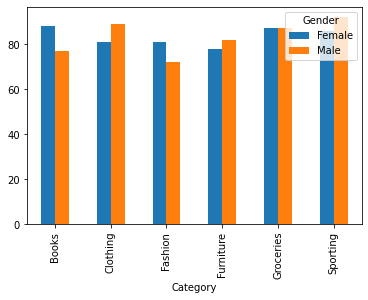 Gender
Female
Male
80
60
40
20
0
Books
Clothing
Fashion
Furniture
Groceries
Sporting
Category